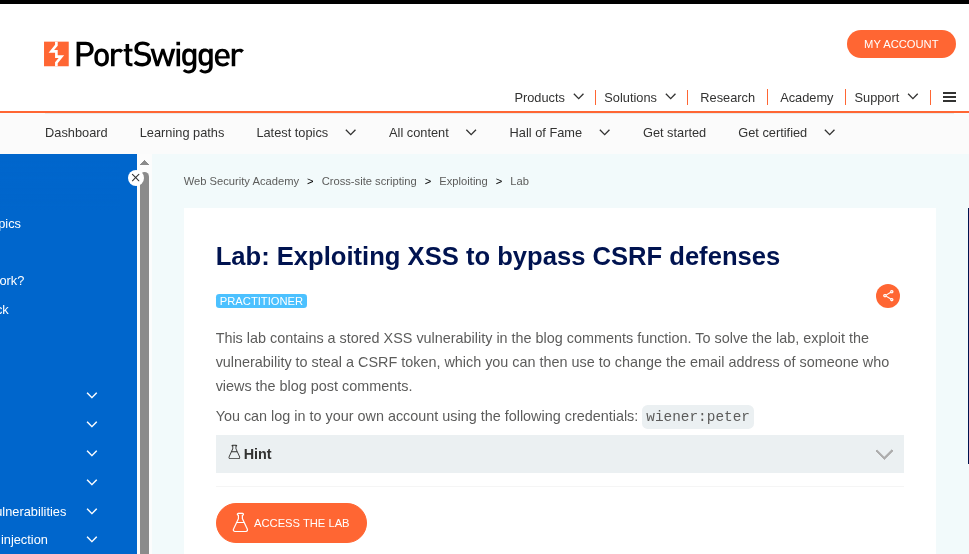 PortSwigger
MY ACCOUNT
Products Solutions Research Academy Support
Dashboard Learning paths Latest topics All content Hall of Fame Get started Get certified
Web Security Academy > Cross-site scripting > Exploiting > Lab
pics
ork?
ck
ulnerabilities
injection
Lab: Exploiting XSS to bypass CSRF defenses
PRACTITIONER
This lab contains a stored XSS vulnerability in the blog comments function. To solve the lab, exploit the
vulnerability to steal a CSRF token, which you can then use to change the email address of someone who
views the blog post comments.
You can log in to your own account using the following credentials: wiener:peter
Hint
ACCESS THE LAB